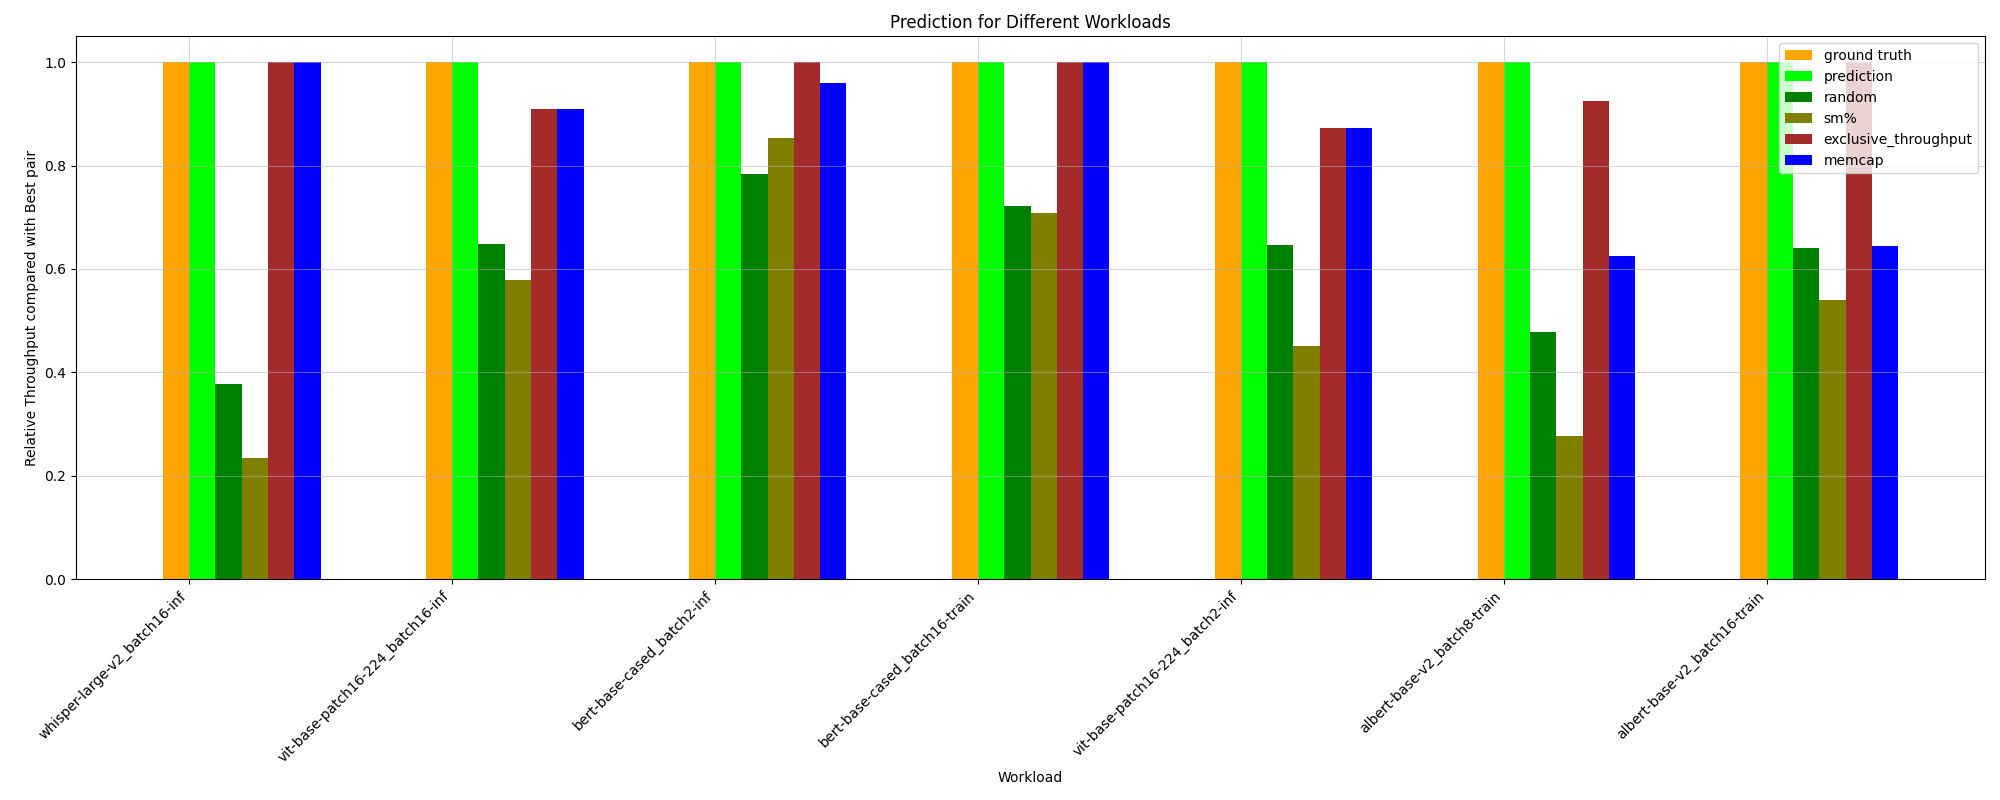 Prediction for Different Workloads
Relative Throughput compared with Best pair
1.0
0.8
0.6
0.4
0.2
0.0
ground truth
prediction
random
sm%
exclusive_throughput
memcap
whisper-large-v2_batch16-inf
vit-base-patch16-224_batch16-inf
bert-base-cased_batch2-inf
bert-base-cased_batch16-train
vit-base-patch16-224_batch2-inf
albert-base-v2_batch8-train
albert-base-v2_batch16-train
Workload